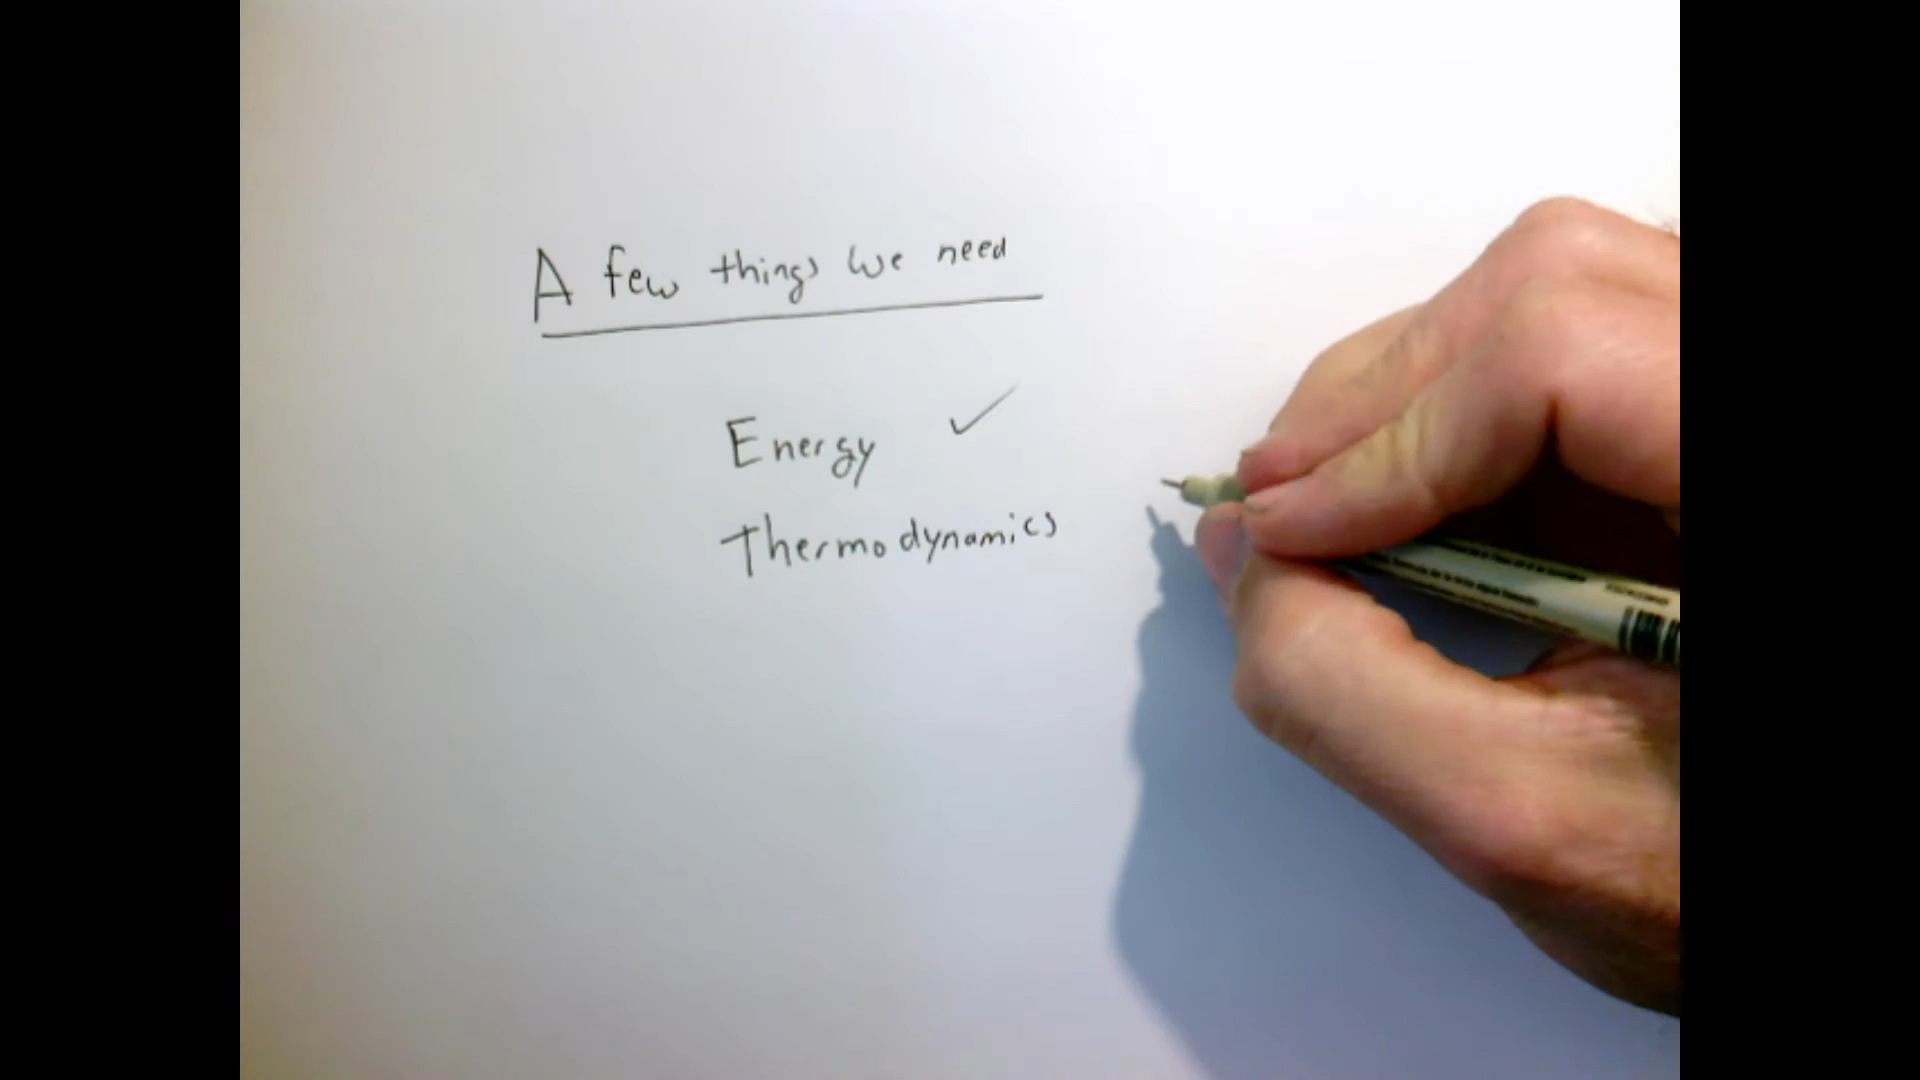 A few things we need
Energy ✓
Thermodynamics